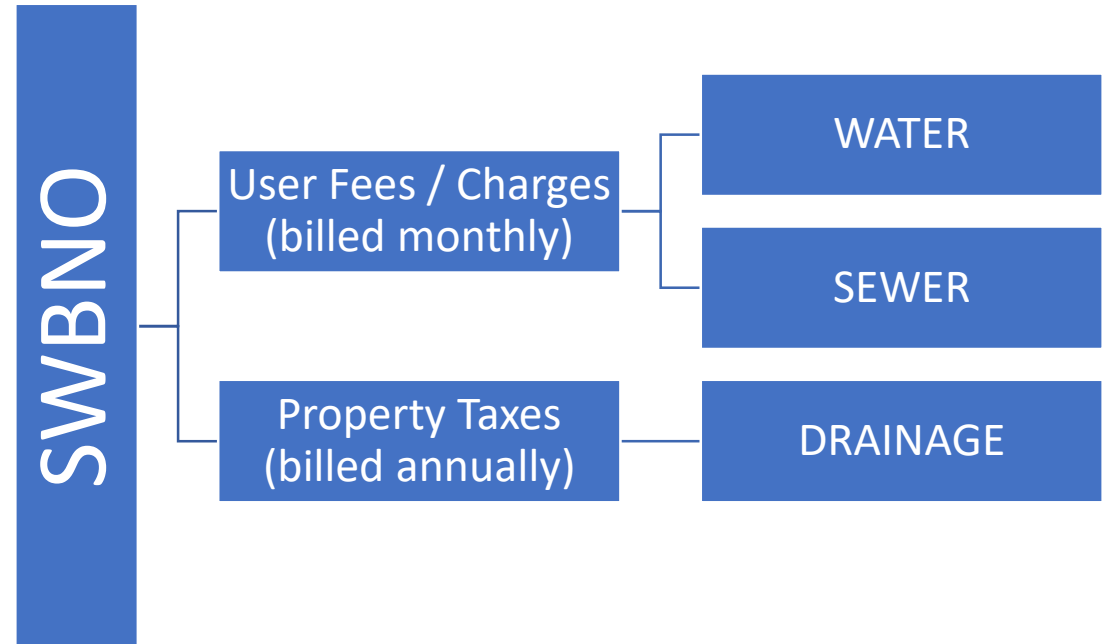 SWBNO
User Fees / Charges
(billed monthly)
WATER
SEWER
Property Taxes
(billed annually)
DRAINAGE